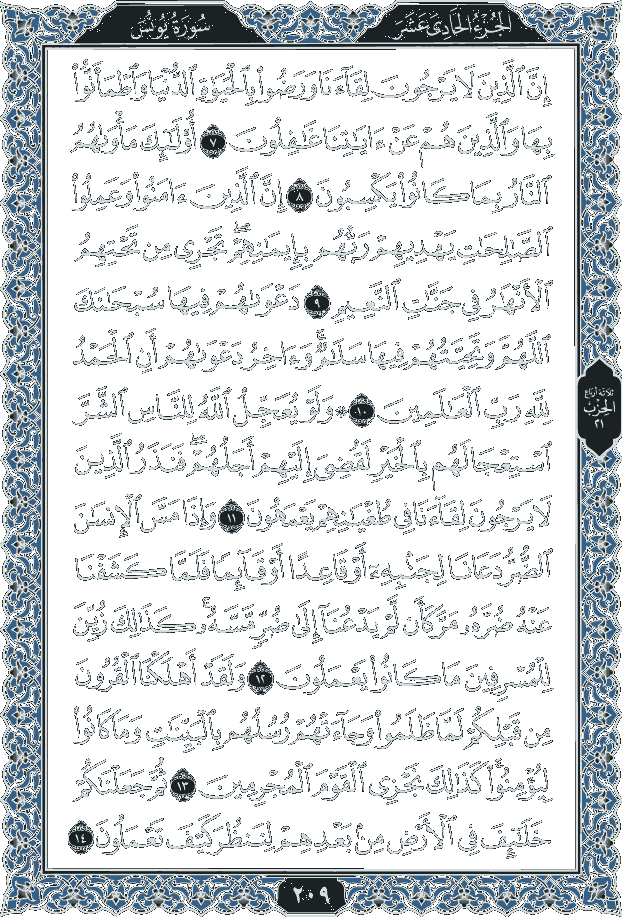 الجزء الحادي عشر
سورة يونس
إِنَّ ٱلَّذِينَ لَا يَرْجُونَ لِقَآءَنَا وَرَضُوا۟ بِٱلْحَيَوٰةِ ٱلدُّنْيَا وَٱطْمَأَنُّوا۟
بِهَا وَٱلَّذِينَ هُمْ عَنْ ءَايَـٰتِنَا غَـٰفِلُونَ ٧ أُو۟لَـٰٓئِكَ مَأْوَىٰهُمُ
ٱلنَّارُ بِمَا كَانُوا۟ يَكْسِبُونَ ٨ إِنَّ ٱلَّذِينَ ءَامَنُوا۟ وَعَمِلُوا۟
ٱلصَّـٰلِحَـٰتِ يَهْدِيهِمْ رَبُّهُم بِإِيمَـٰنِهِمْ ۖ تَجْرِى مِن تَحْتِهِمُ
ٱلْأَنْهَـٰرُ فِى جَنَّـٰتِ ٱلنَّعِيمِ ٩ دَعْوَىٰهُمْ فِيهَا سُبْحَـٰنَكَ
ٱللَّهُمَّ وَتَحِيَّتُهُمْ فِيهَا سَلَـٰمٌ ۚ وَءَاخِرُ دَعْوَىٰهُمْ أَنِ ٱلْحَمْدُ
لِلَّهِ رَبِّ ٱلْعَـٰلَمِينَ ١٠ ۞ وَلَوْ يُعَجِّلُ ٱللَّهُ لِلنَّاسِ ٱلشَّرَّ
ٱسْتِعْجَالَهُم بِٱلْخَيْرِ لَقُضِىَ إِلَيْهِمْ أَجَلُهُمْ ۖ فَنَذَرُ ٱلَّذِينَ
لَا يَرْجُونَ لِقَآءَنَا فِى طُغْيَـٰنِهِمْ يَعْمَهُونَ ١١ وَإِذَا مَسَّ ٱلْإِنسَـٰنَ
ٱلضُّرُّ دَعَانَا لِجَنۢبِهِۦٓ أَوْ قَاعِدًا أَوْ قَآئِمًا فَلَمَّا كَشَفْنَا
عَنْهُ ضُرَّهُۥ مَرَّ كَأَن لَّمْ يَدْعُنَآ إِلَىٰ ضُرٍّ مَّسَّهُۥ ۚ كَذَٰلِكَ زُيِّنَ
لِلْمُسْرِفِينَ مَا كَانُوا۟ يَعْمَلُونَ ١٢ وَلَقَدْ أَهْلَكْنَا ٱلْقُرُونَ
مِن قَبْلِكُمْ لَمَّا ظَلَمُوا۟ وَجَآءَتْهُمْ رُسُلُهُم بِٱلْبَيِّنَـٰتِ وَمَا كَانُوا۟
لِيُؤْمِنُوا۟ ۚ كَذَٰلِكَ نَجْزِى ٱلْقَوْمَ ٱلْمُجْرِمِينَ ١٣ ثُمَّ جَعَلْنَـٰكُمْ
خَلَـٰٓئِفَ فِى ٱلْأَرْضِ مِنۢ بَعْدِهِمْ لِنَنظُرَ كَيْفَ تَعْمَلُونَ ١٤
ثلاثة أرباع
الحزب
٢١
٢٠٩